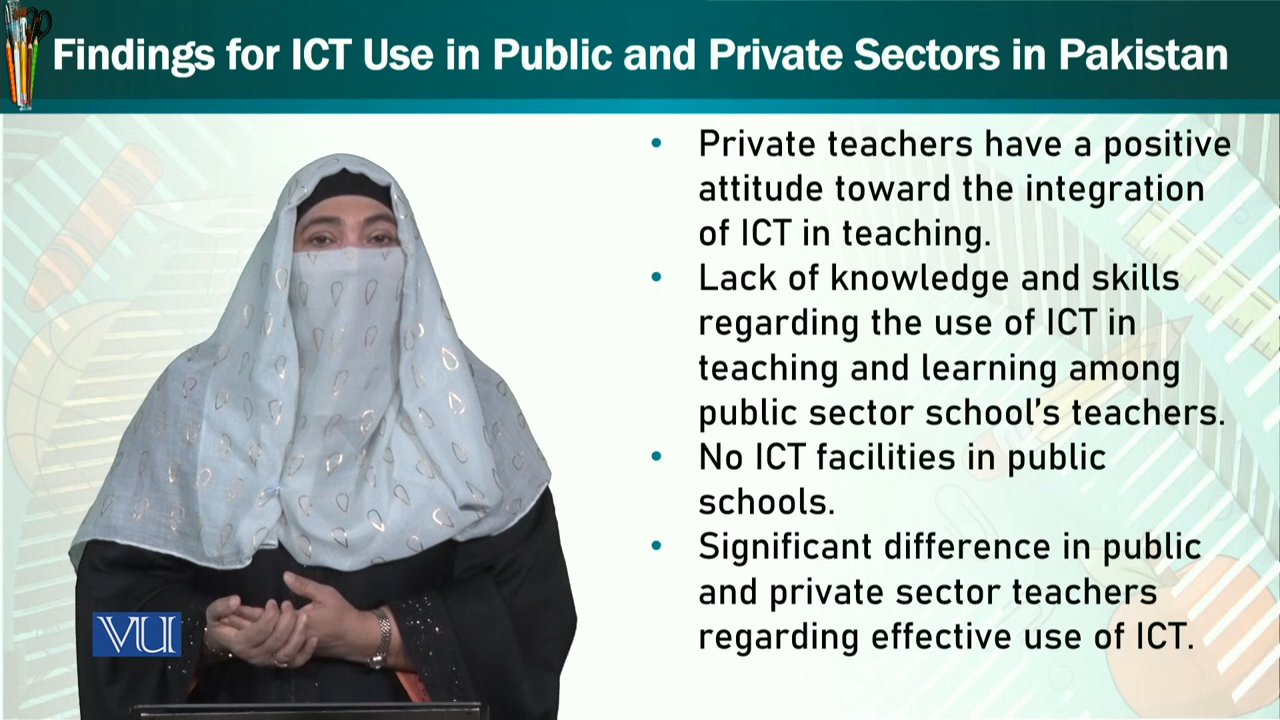 Findings for ICT Use in Public and Private Sectors in Pakistan
• Private teachers have a positive
attitude toward the integration
of ICT in teaching.
• Lack of knowledge and skills
regarding the use of ICT in
teaching and learning among
public sector school’s teachers.
• No ICT facilities in public
schools.
• Significant difference in public
and private sector teachers
regarding effective use of ICT.
VU